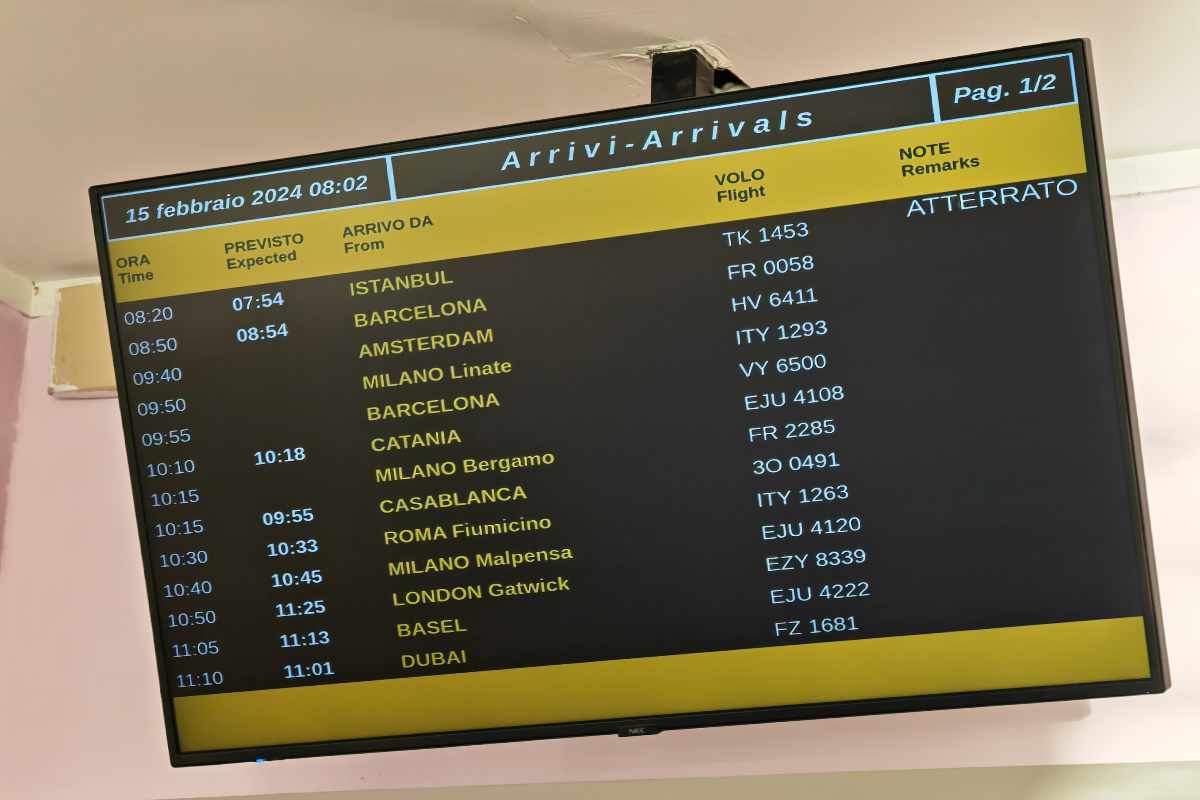 15 febbraio 2024 08:02 Arrivi-Arrivals Pag. 1/2
ORA PREVISTO ARRIVO DA VOLO NOTE
Time Expected From Flight Remarks
08:20 07:54 ISTANBUL TK 1453 ATTERRATO
08:50 08:54 BARCELONA FR 0058
09:40 AMSTERDAM HV 6411
09:50 MILANO Linate ITY 1293
09:55 BARCELONA VY 6500
10:10 10:18 CATANIA EJU 4108
10:15 MILANO Bergamo FR 2285
10:15 09:55 CASABLANCA 3O 0491
10:30 10:33 ROMA Fiumicino ITY 1263
10:40 10:45 MILANO Malpensa EJU 4120
10:50 11:25 LONDON Gatwick EZY 8339
11:05 11:13 BASEL EJU 4222
11:10 11:01 DUBAI FZ 1681
NEC